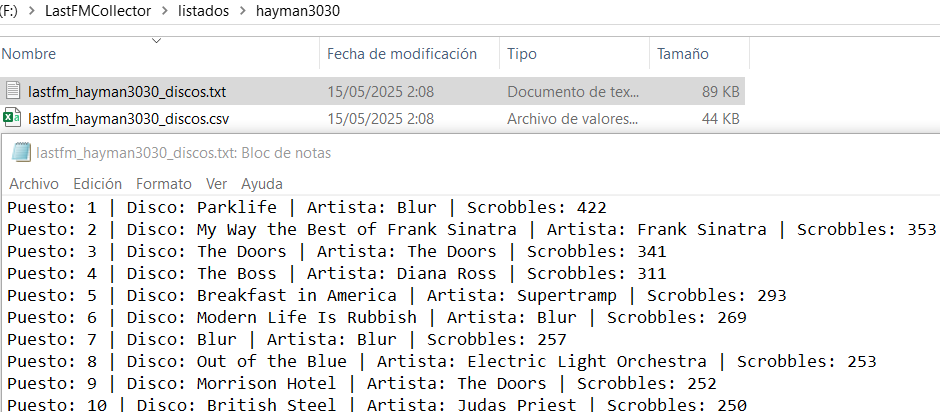 (F:) > LastFMCollector > listados > hayman3030
Nombre Fecha de modificación Tipo Tamaño
lastfm_hayman3030_discos.txt 15/05/2025 2:08 Documento de tex... 89 KB
lastfm_hayman3030_discos.csv 15/05/2025 2:08 Archivo de valores... 44 KB
lastfm_hayman3030_discos.txt: Bloc de notas
Archivo Edición Formato Ver Ayuda
Puesto: 1 | Disco: Parklife | Artista: Blur | Scrobbles: 422
Puesto: 2 | Disco: My Way the Best of Frank Sinatra | Artista: Frank Sinatra | Scrobbles: 353
Puesto: 3 | Disco: The Doors | Artista: The Doors | Scrobbles: 341
Puesto: 4 | Disco: The Boss | Artista: Diana Ross | Scrobbles: 311
Puesto: 5 | Disco: Breakfast in America | Artista: Supertramp | Scrobbles: 293
Puesto: 6 | Disco: Modern Life Is Rubbish | Artista: Blur | Scrobbles: 269
Puesto: 7 | Disco: Blur | Artista: Blur | Scrobbles: 257
Puesto: 8 | Disco: Out of the Blue | Artista: Electric Light Orchestra | Scrobbles: 253
Puesto: 9 | Disco: Morrison Hotel | Artista: The Doors | Scrobbles: 252
Puesto: 10 | Disco: British Steel | Artista: Judas Priest | Scrobbles: 250